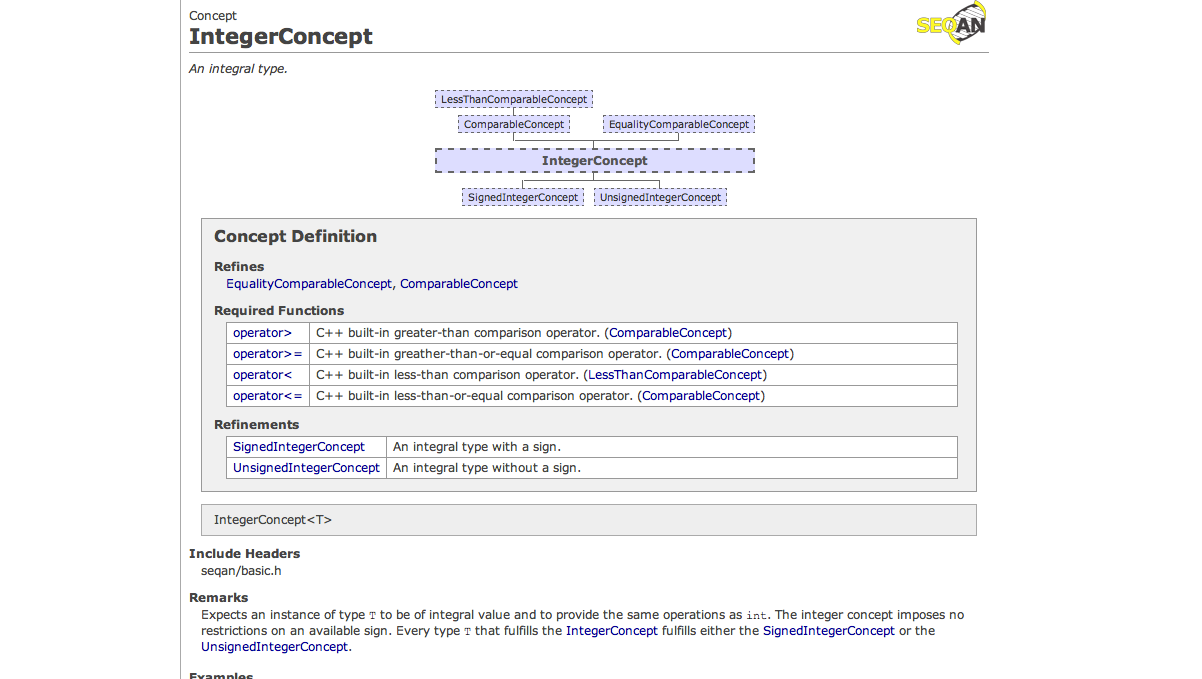 Concept
IntegerConcept
SEQAN
An integral type.
LessThanComparableConcept
ComparableConcept EqualityComparableConcept
IntegerConcept
SignedIntegerConcept UnsignedIntegerConcept
Concept Definition
Refines
EqualityComparableConcept, ComparableConcept
Required Functions
operator> C++ built-in greater-than comparison operator. (ComparableConcept)
operator>= C++ built-in greather-than-or-equal comparison operator. (ComparableConcept)
operator< C++ built-in less-than comparison operator. (LessThanComparableConcept)
operator<= C++ built-in less-than-or-equal comparison operator. (ComparableConcept)
Refinements
SignedIntegerConcept An integral type with a sign.
UnsignedIntegerConcept An integral type without a sign.
IntegerConcept<T>
Include Headers
seqan/basic.h
Remarks
Expects an instance of type T to be of integral value and to provide the same operations as int. The integer concept imposes no
restrictions on an available sign. Every type T that fulfills the IntegerConcept fulfills either the SignedIntegerConcept or the
UnsignedIntegerConcept.
Examples